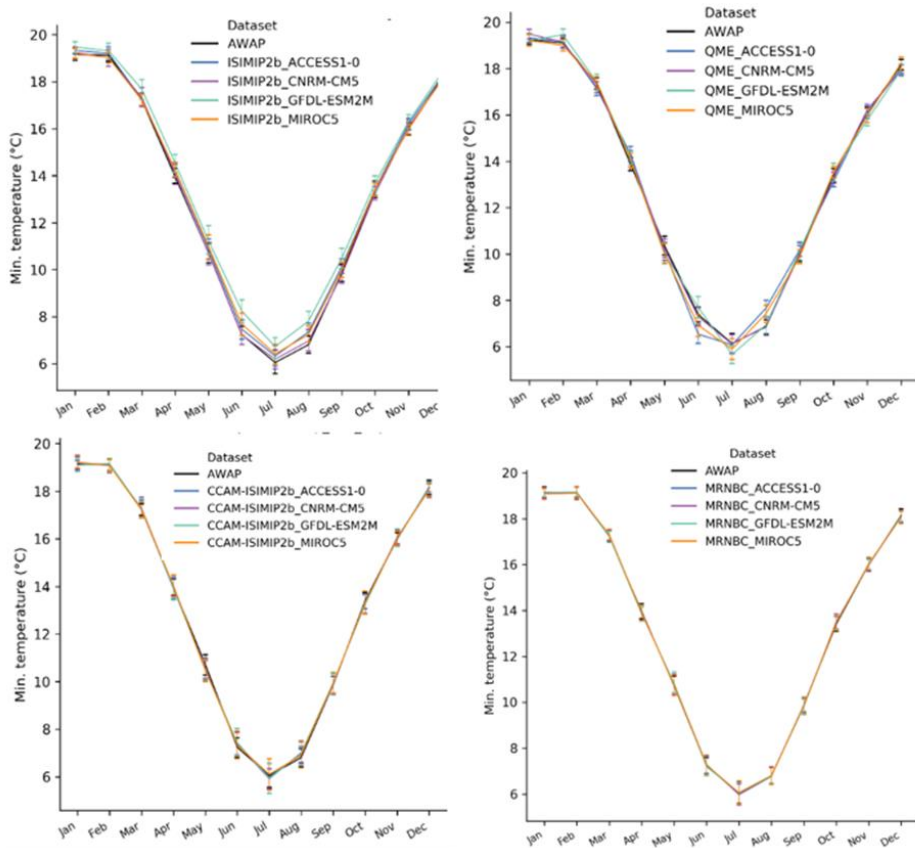 Dataset
AWAP
ISIMIP2b_ACCESS1-0
ISIMIP2b_CNRM-CM5
ISIMIP2b_GFDL-ESM2M
ISIMIP2b_MIROC5
Min. temperature (°C)
20
18
16
14
12
10
8
6
Jan
Feb
Mar
Apr
May
Jun
Jul
Aug
Sep
Oct
Nov
Dec
Dataset
AWAP
QME_ACCESS1-0
QME_CNRM-CM5
QME_GFDL-ESM2M
QME_MIROC5
Min. temperature (°C)
20
18
16
14
12
10
8
6
Jan
Feb
Mar
Apr
May
Jun
Jul
Aug
Sep
Oct
Nov
Dec
Dataset
AWAP
CCAM-ISIMIP2b_ACCESS1-0
CCAM-ISIMIP2b_CNRM-CM5
CCAM-ISIMIP2b_GFDL-ESM2M
CCAM-ISIMIP2b_MIROC5
Min. temperature (°C)
20
18
16
14
12
10
8
6
Jan
Feb
Mar
Apr
May
Jun
Jul
Aug
Sep
Oct
Nov
Dec
Dataset
AWAP
MRNBC_ACCESS1-0
MRNBC_CNRM-CM5
MRNBC_GFDL-ESM2M
MRNBC_MIROC5
Min. temperature (°C)
20
18
16
14
12
10
8
6
Jan
Feb
Mar
Apr
May
Jun
Jul
Aug
Sep
Oct
Nov
Dec